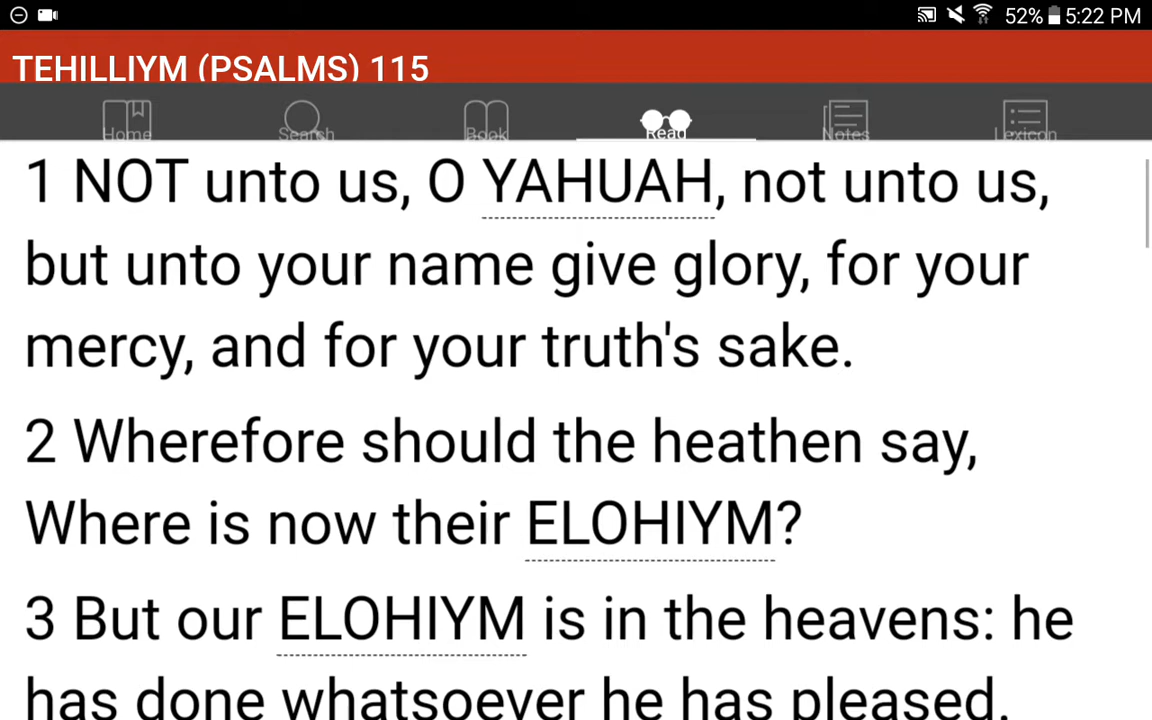 52% 5:22 PM
TEHILLIYM (PSALMS) 115
Home Search Book Read Notes Lexicon
1 NOT unto us, O YAHUAH, not unto us,
but unto your name give glory, for your
mercy, and for your truth's sake.
2 Wherefore should the heathen say,
Where is now their ELOHIYM?
3 But our ELOHIYM is in the heavens: he
has done whatsoever he has pleased.